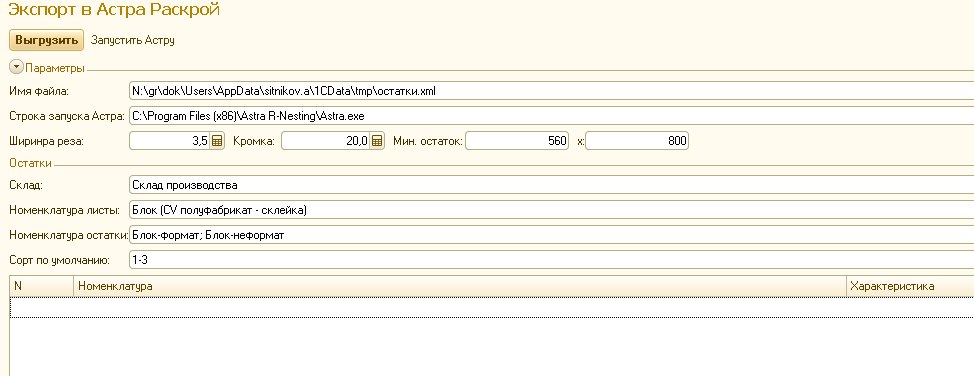 Экспорт в Астра Раскрой
Выгрузить Запустить Астру
Параметры
Имя файла: N:\gr\dok\Users\AppData\sitnikov.a\1CData\tmp\остатки.xml
Строка запуска Астра: C:\Program Files (x86)\Astra R-Nesting\Astra.exe
Ширинра реза: 3,5 Кромка: 20,0 Мин. остаток: 560 x: 800
Остатки
Склад: Склад производства
Номенклатура листы: Блок (CV полуфабрикат - склейка)
Номенклатура остатки: Блок-формат; Блок-неформат
Сорт по умолчанию: 1-3
N Номенклатура Характеристика